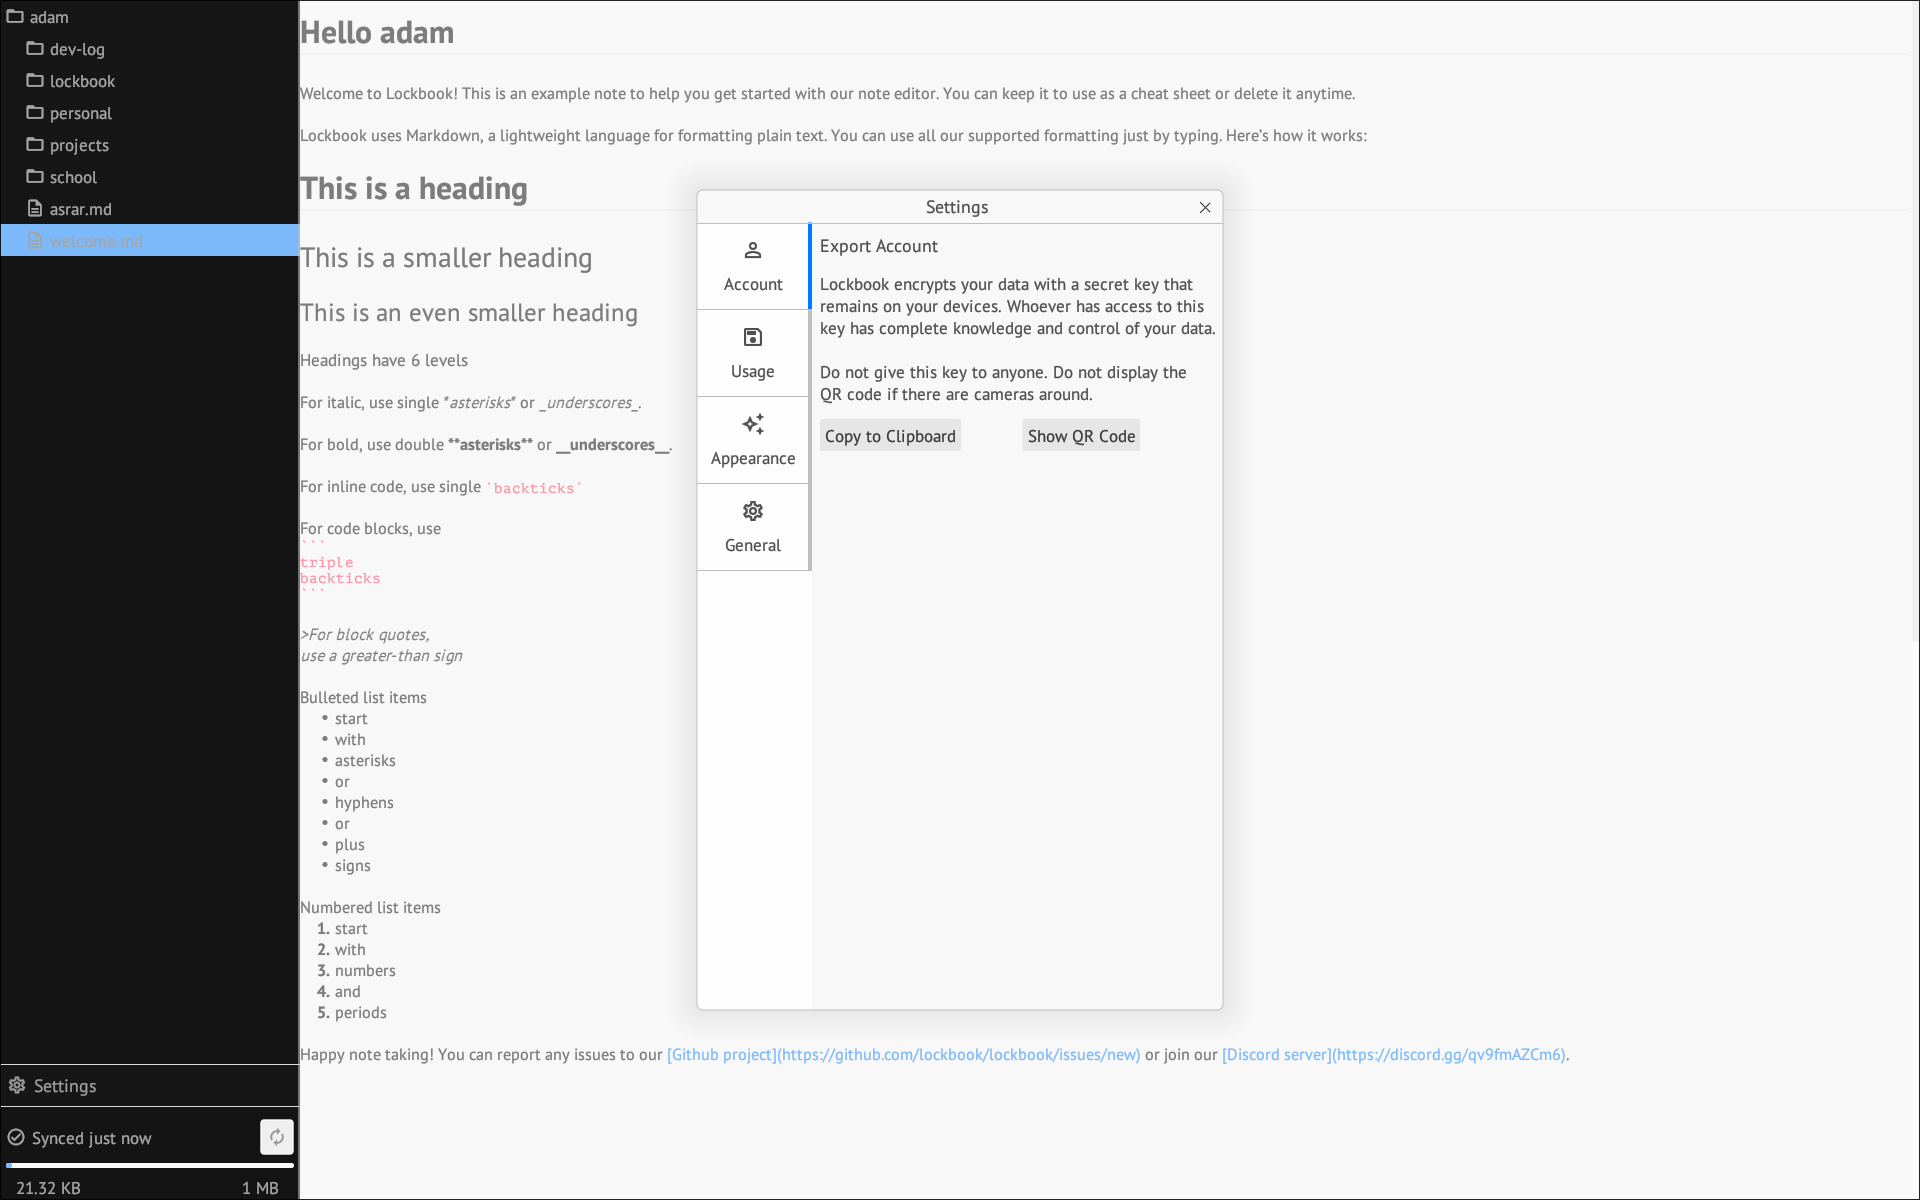 adam
dev-log
lockbook
personal
projects
school
asrar.md
welcome.md
Settings
Synced just now
21.32 KB 1 MB
Hello adam
Welcome to Lockbook! This is an example note to help you get started with our note editor. You can keep it to use as a cheat sheet or delete it anytime.
Lockbook uses Markdown, a lightweight language for formatting plain text. You can use all our supported formatting just by typing. Here's how it works:
This is a heading
This is a smaller heading
This is an even smaller heading
Headings have 6 levels
For italic, use single *asterisks* or _underscores_.
For bold, use double **asterisks** or __underscores__.
For inline code, use single `backticks`
For code blocks, use
```
triple
backticks
```
>For block quotes,
use a greater-than sign
Bulleted list items
• start
• with
• asterisks
• or
• hyphens
• or
• plus
• signs
Numbered list items
1. start
2. with
3. numbers
4. and
5. periods
Happy note taking! You can report any issues to our [Github project](https://github.com/lockbook/lockbook/issues/new) or join our [Discord server](https://discord.gg/qv9fmAZCm6).
Settings
Account
Usage
Appearance
General
Export Account
Lockbook encrypts your data with a secret key that
remains on your devices. Whoever has access to this
key has complete knowledge and control of your data.
Do not give this key to anyone. Do not display the
QR code if there are cameras around.
Copy to Clipboard Show QR Code